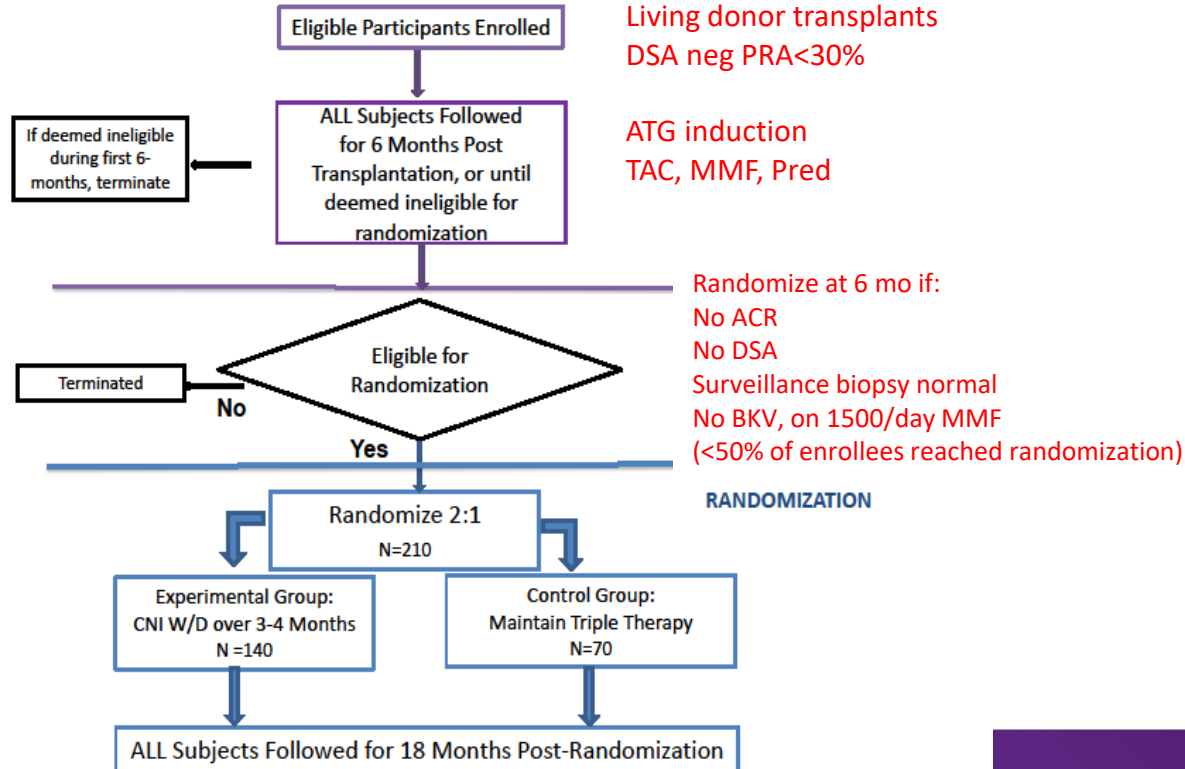 Eligible Participants Enrolled
Living donor transplants
DSA neg PRA<30%
If deemed ineligible
during first 6-
months, terminate
ALL Subjects Followed
for 6 Months Post
Transplantation, or until
deemed ineligible for
randomization
ATG induction
TAC, MMF, Pred
Randomize at 6 mo if:
No ACR
No DSA
Surveillance biopsy normal
No BKV, on 1500/day MMF
(<50% of enrollees reached randomization)
Eligible for
Randomization
Terminated
No
Yes
RANDOMIZATION
Randomize 2:1
N=210
Experimental Group:
CNI W/D over 3-4 Months
N =140
Control Group:
Maintain Triple Therapy
N=70
ALL Subjects Followed for 18 Months Post-Randomization